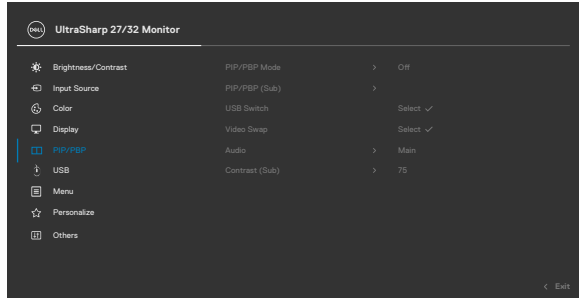 DELL UltraSharp 27/32 Monitor
Brightness/Contrast PIP/PBP Mode > Off
Input Source PIP/PBP (Sub) >
Color USB Switch Select ✓
Display Video Swap Select ✓
PIP/PBP Audio > Main
USB Contrast (Sub) > 75
Menu
Personalize
Others
< Exit